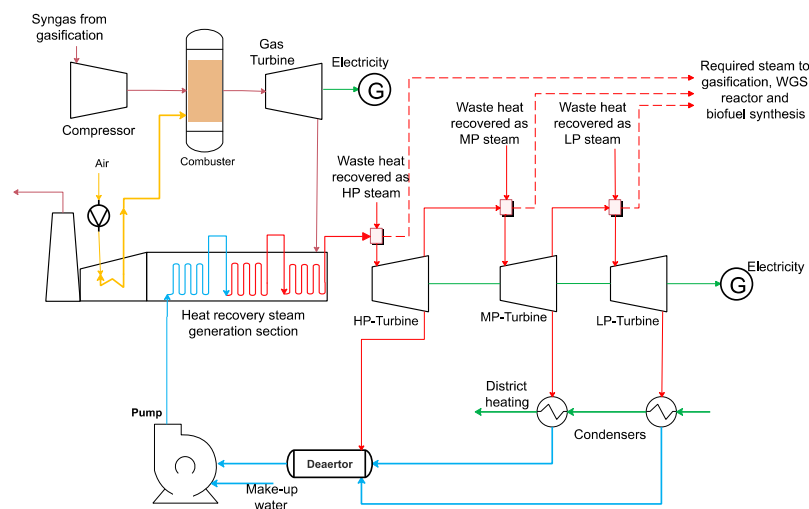 Syngas from
gasification
Compressor
Combuster
Gas
Turbine
Electricity
G
Required steam to
gasification, WGS
reactor and
biofuel synthesis
Waste heat
recovered as
HP steam
Waste heat
recovered as
MP steam
Waste heat
recovered as
LP steam
Air
Heat recovery steam
generation section
HP-Turbine
MP-Turbine
LP-Turbine
Electricity
G
District
heating
Condensers
Pump
Deaertor
Make-up
water